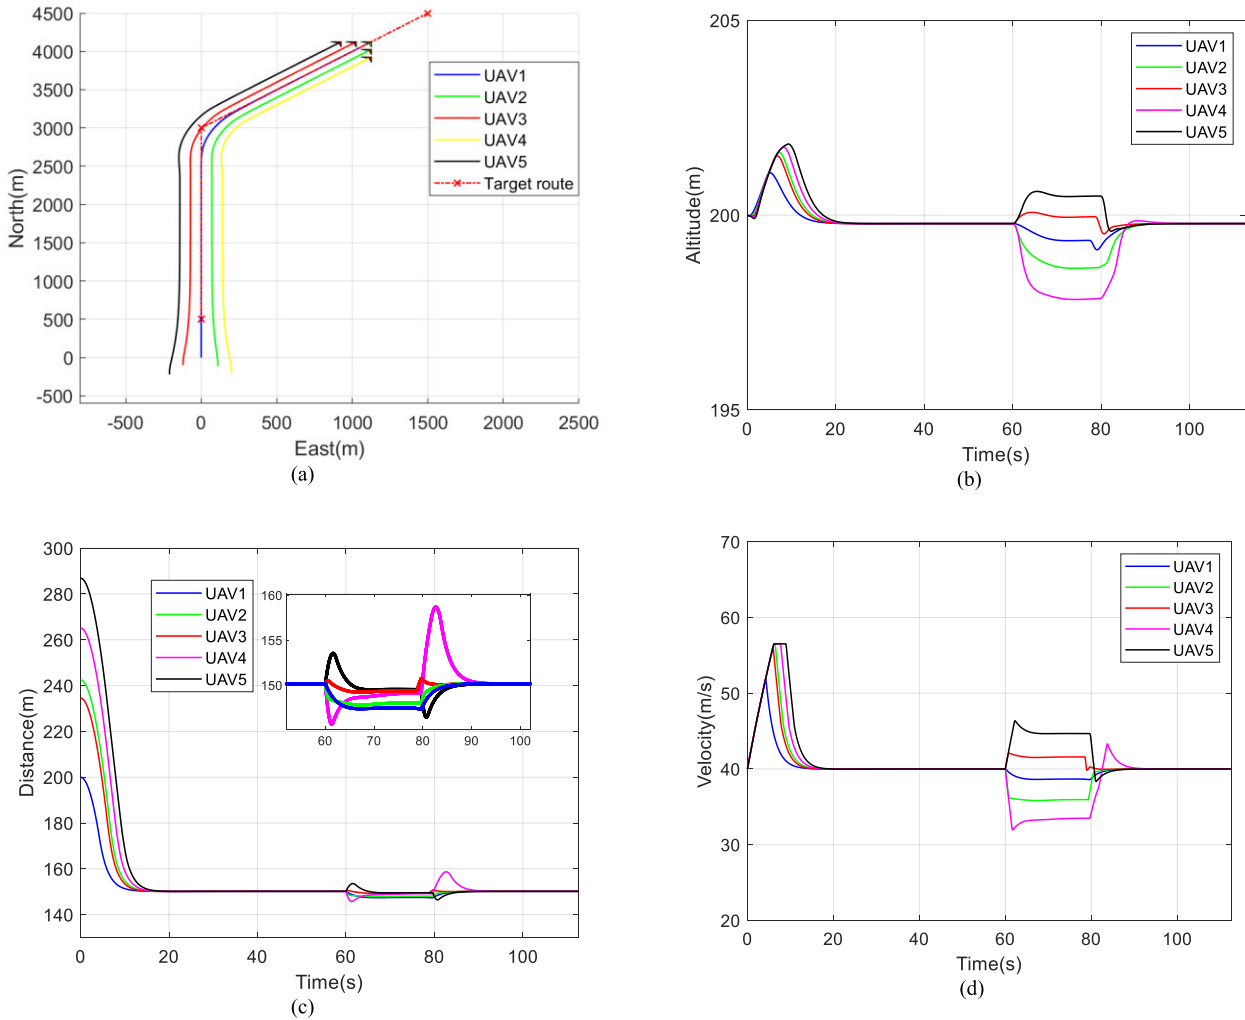 4500
4000
3500
3000
2500
2000
1500
1000
500
0
-500
North(m)
-500
0
500
1000
1500
2000
2500
East(m)
UAV1
UAV2
UAV3
UAV4
UAV5
Target route
(a)
205
200
195
Altitude(m)
0
20
40
60
80
100
Time(s)
UAV1
UAV2
UAV3
UAV4
UAV5
(b)
300
280
260
240
220
200
180
160
140
Distance(m)
0
20
40
60
80
100
Time(s)
UAV1
UAV2
UAV3
UAV4
UAV5
160
155
150
60
70
80
90
100
(c)
70
60
50
40
30
20
Velocity(m/s)
0
20
40
60
80
100
Time(s)
UAV1
UAV2
UAV3
UAV4
UAV5
(d)